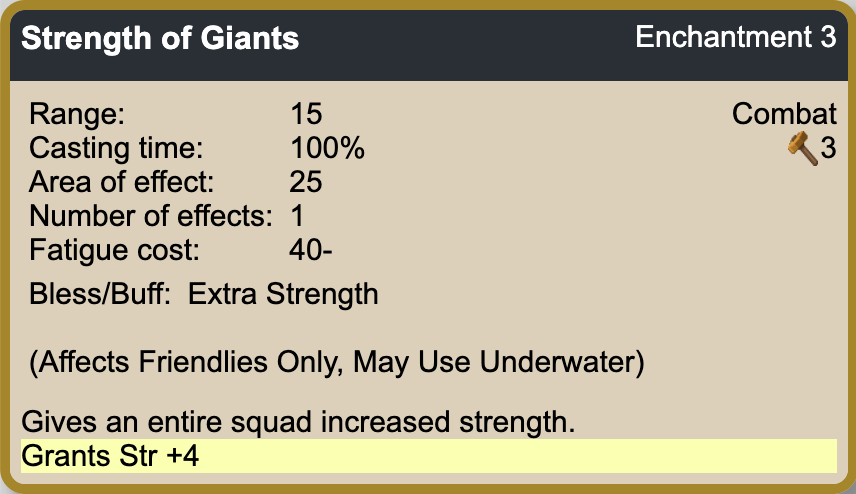 Strength of Giants Enchantment 3
Range: 15 Combat
Casting time: 100% 3
Area of effect: 25
Number of effects: 1
Fatigue cost: 40-
Bless/Buff: Extra Strength
(Affects Friendlies Only, May Use Underwater)
Gives an entire squad increased strength.
Grants Str +4